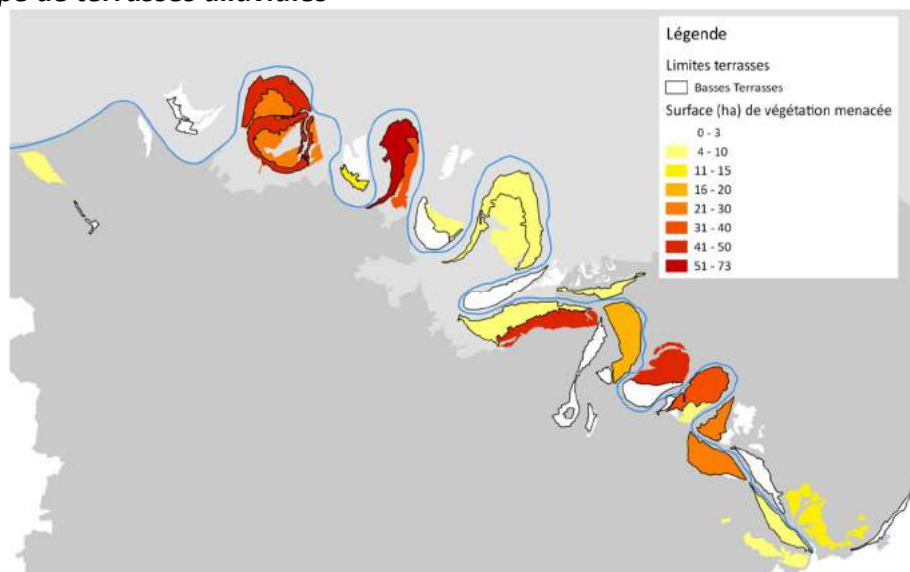 Légende
Limites terrasses
Basses Terrasses
Surface (ha) de végétation menacée
0 - 3
4 - 10
11 - 15
16 - 20
21 - 30
31 - 40
41 - 50
51 - 73